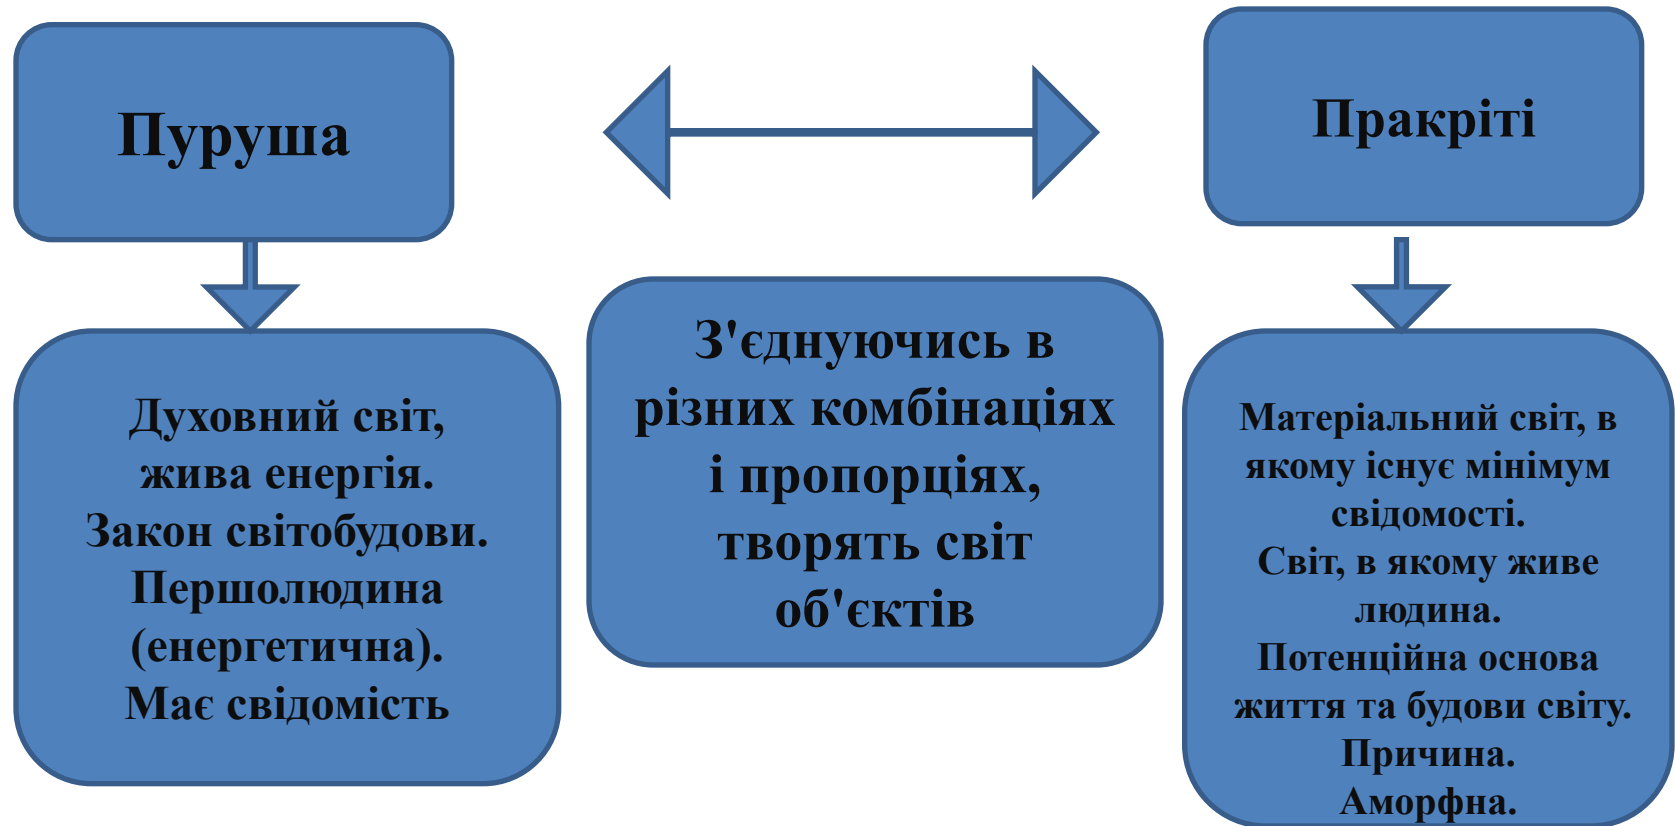 Пуруша
Пракріті
Духовний світ,
жива енергія.
Закон світобудови.
Першолюдина
(енергетична).
Має свідомість
З'єднуючись в
різних комбінаціях
і пропорціях,
творять світ
об'єктів
Матеріальний світ, в
якому існує мінімум
свідомості.
Світ, в якому живе
людина.
Потенційна основа
життя та будови світу.
Причина.
Аморфна.